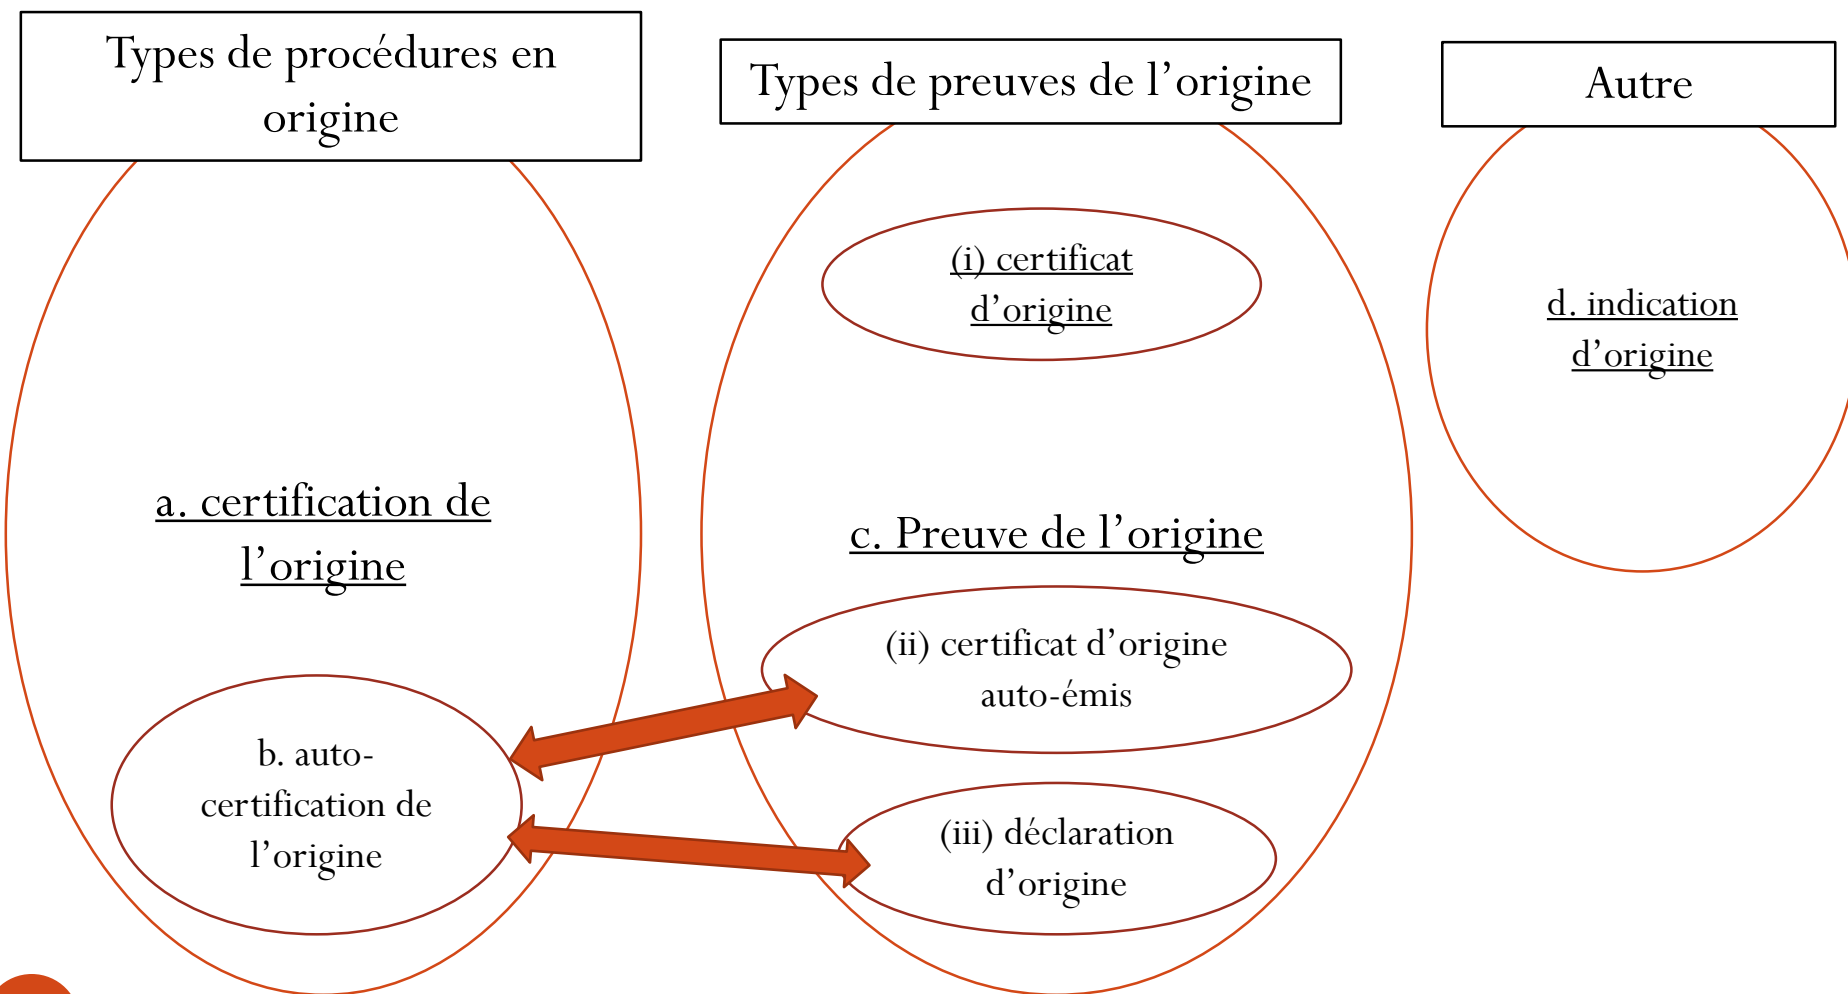 Types de procédures en
origine
a. certification de
l’origine
b. auto-
certification de
l’origine
Types de preuves de l’origine
(i) certificat
d’origine
c. Preuve de l’origine
(ii) certificat d’origine
auto-émis
(iii) déclaration
d’origine
Autre
d. indication
d’origine